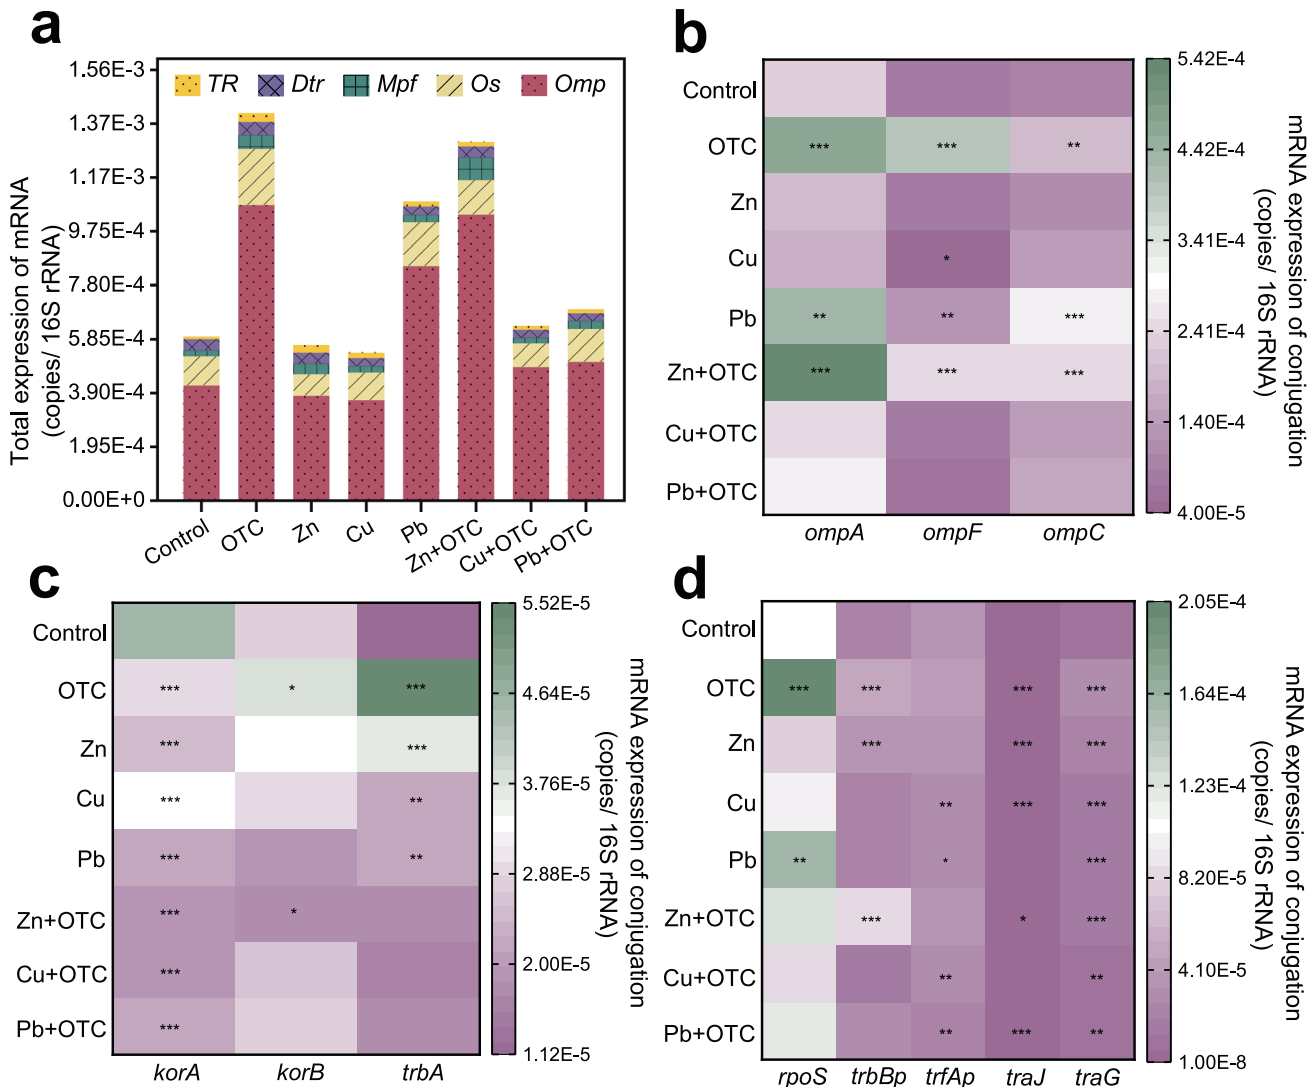 a
Total expression of mRNA
(copies/ 16S rRNA)
1.56E-3
1.37E-3
1.17E-3
9.75E-4
7.80E-4
5.85E-4
3.90E-4
1.95E-4
0.00E+0
TR Dtr Mpf Os Omp
Control OTC Zn Cu Pb Zn+OTC Cu+OTC Pb+OTC
b
Control
OTC *** *** **
Zn
Cu *
Pb ** ** ***
Zn+OTC *** *** ***
Cu+OTC
Pb+OTC
ompA ompF ompC
5.42E-4
4.42E-4
3.41E-4
2.41E-4
1.40E-4
4.00E-5
mRNA expression of conjugation
(copies/ 16S rRNA)
c
Control
OTC *** * ***
Zn *** ***
Cu *** **
Pb *** **
Zn+OTC *** *
Cu+OTC ***
Pb+OTC ***
korA korB trbA
5.52E-5
4.64E-5
3.76E-5
2.88E-5
2.00E-5
1.12E-5
mRNA expression of conjugation
(copies/ 16S rRNA)
d
Control
OTC *** *** *** ***
Zn *** *** ***
Cu ** *** ***
Pb ** * ***
Zn+OTC *** * ***
Cu+OTC ** **
Pb+OTC ** *** **
rpoS trbBp trfAp traJ traG
2.05E-4
1.64E-4
1.23E-4
8.20E-5
4.10E-5
1.00E-8
mRNA expression of conjugation
(copies/ 16S rRNA)